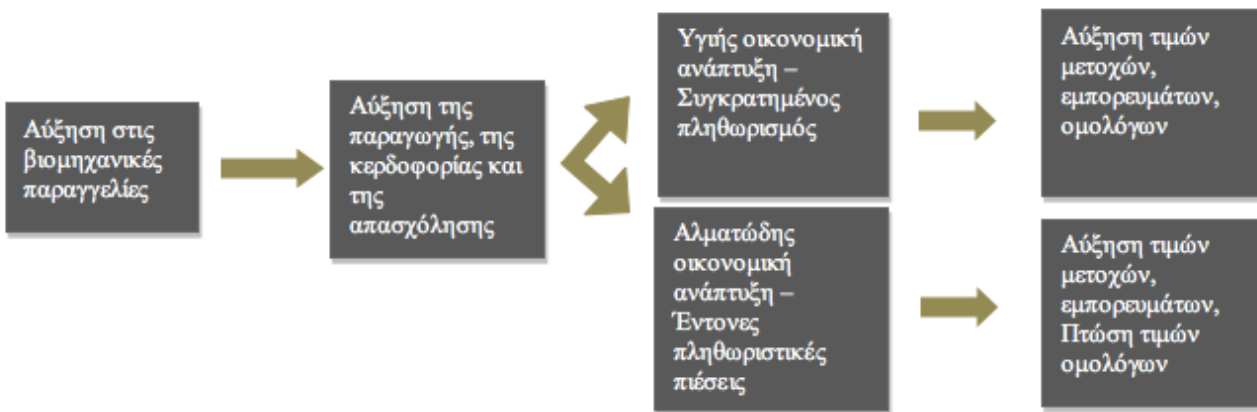 Αύξηση στις
βιομηχανικές
παραγγελίες
Αύξηση της
παραγωγής, της
κερδοφορίας και
της
απασχόλησης
Υγιής οικονομική
ανάπτυξη –
Συγκρατημένος
πληθωρισμός
Αύξηση τιμών
μετοχών,
εμπορευμάτων,
ομολόγων
Αλματώδης
οικονομική
ανάπτυξη –
Έντονες
πληθωριστικές
πιέσεις
Αύξηση τιμών
μετοχών,
εμπορευμάτων,
Πτώση τιμών
ομολόγων